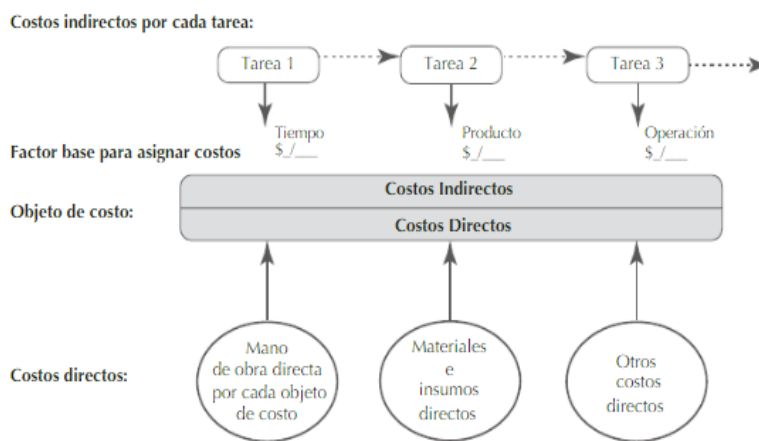 Costos indirectos por cada tarea:
Tarea 1
Tarea 2
Tarea 3
Tiempo
Producto
Operación
Factor base para asignar costos
$_/___
$_/___
$_/___
Costos Indirectos
Objeto de costo:
Costos Directos
Costos directos:
Mano
de obra directa
por cada objeto
de costo
Materiales
e
insumos
directos
Otros
costos
directos